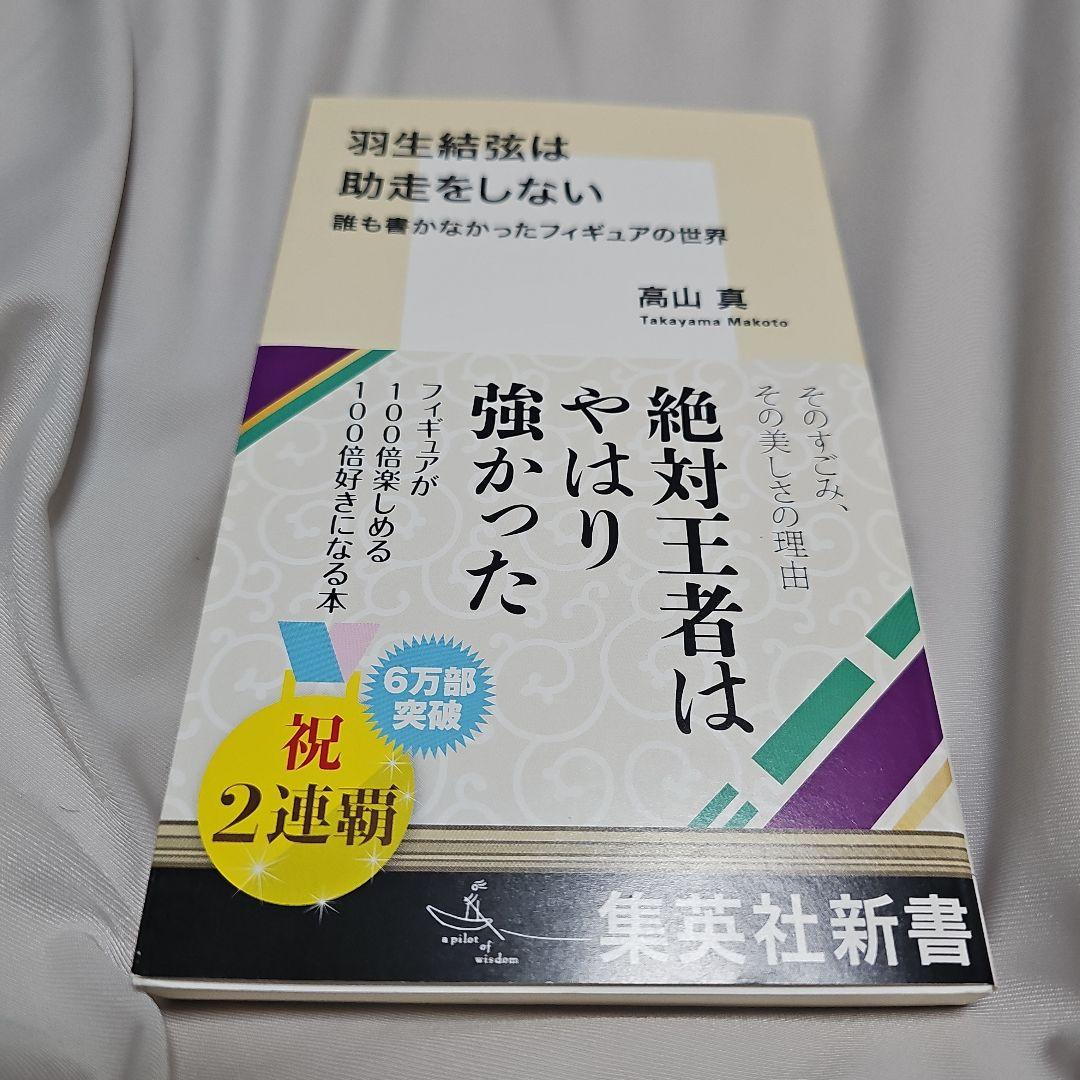 羽生結弦は
助走をしない
誰も書かなかったフィギュアの世界
高山 真
Takayama Makoto
そのすごみ、
その美しさの理由
絶対王者は
やはり
強かった
フィギュアが
100倍楽しめる
100倍好きになる本
6万部
突破
祝
2連覇
a pilot
of
wisdom
集英社新書